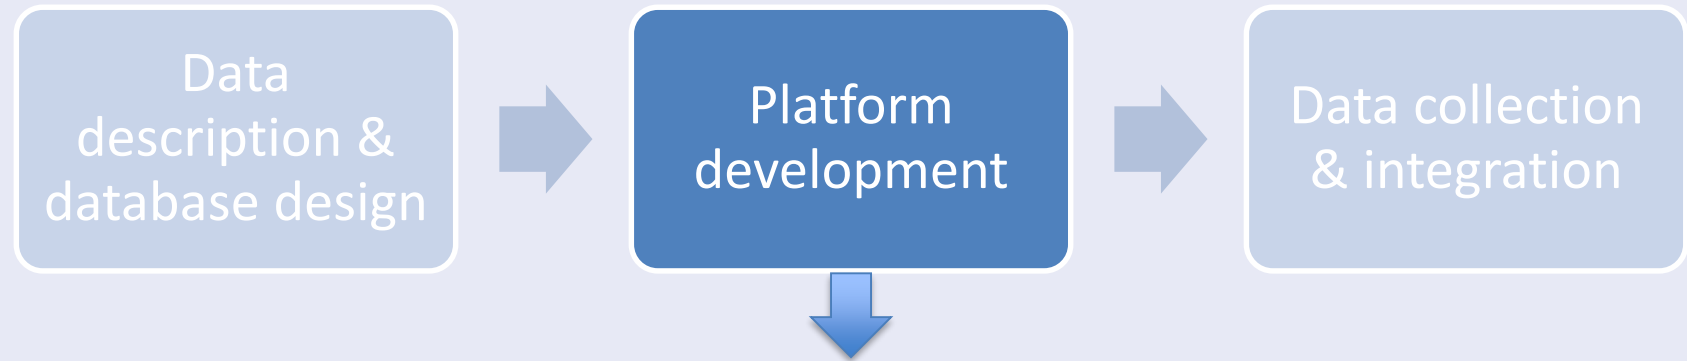 Data
description &
database design
Platform
development
Data collection
& integration